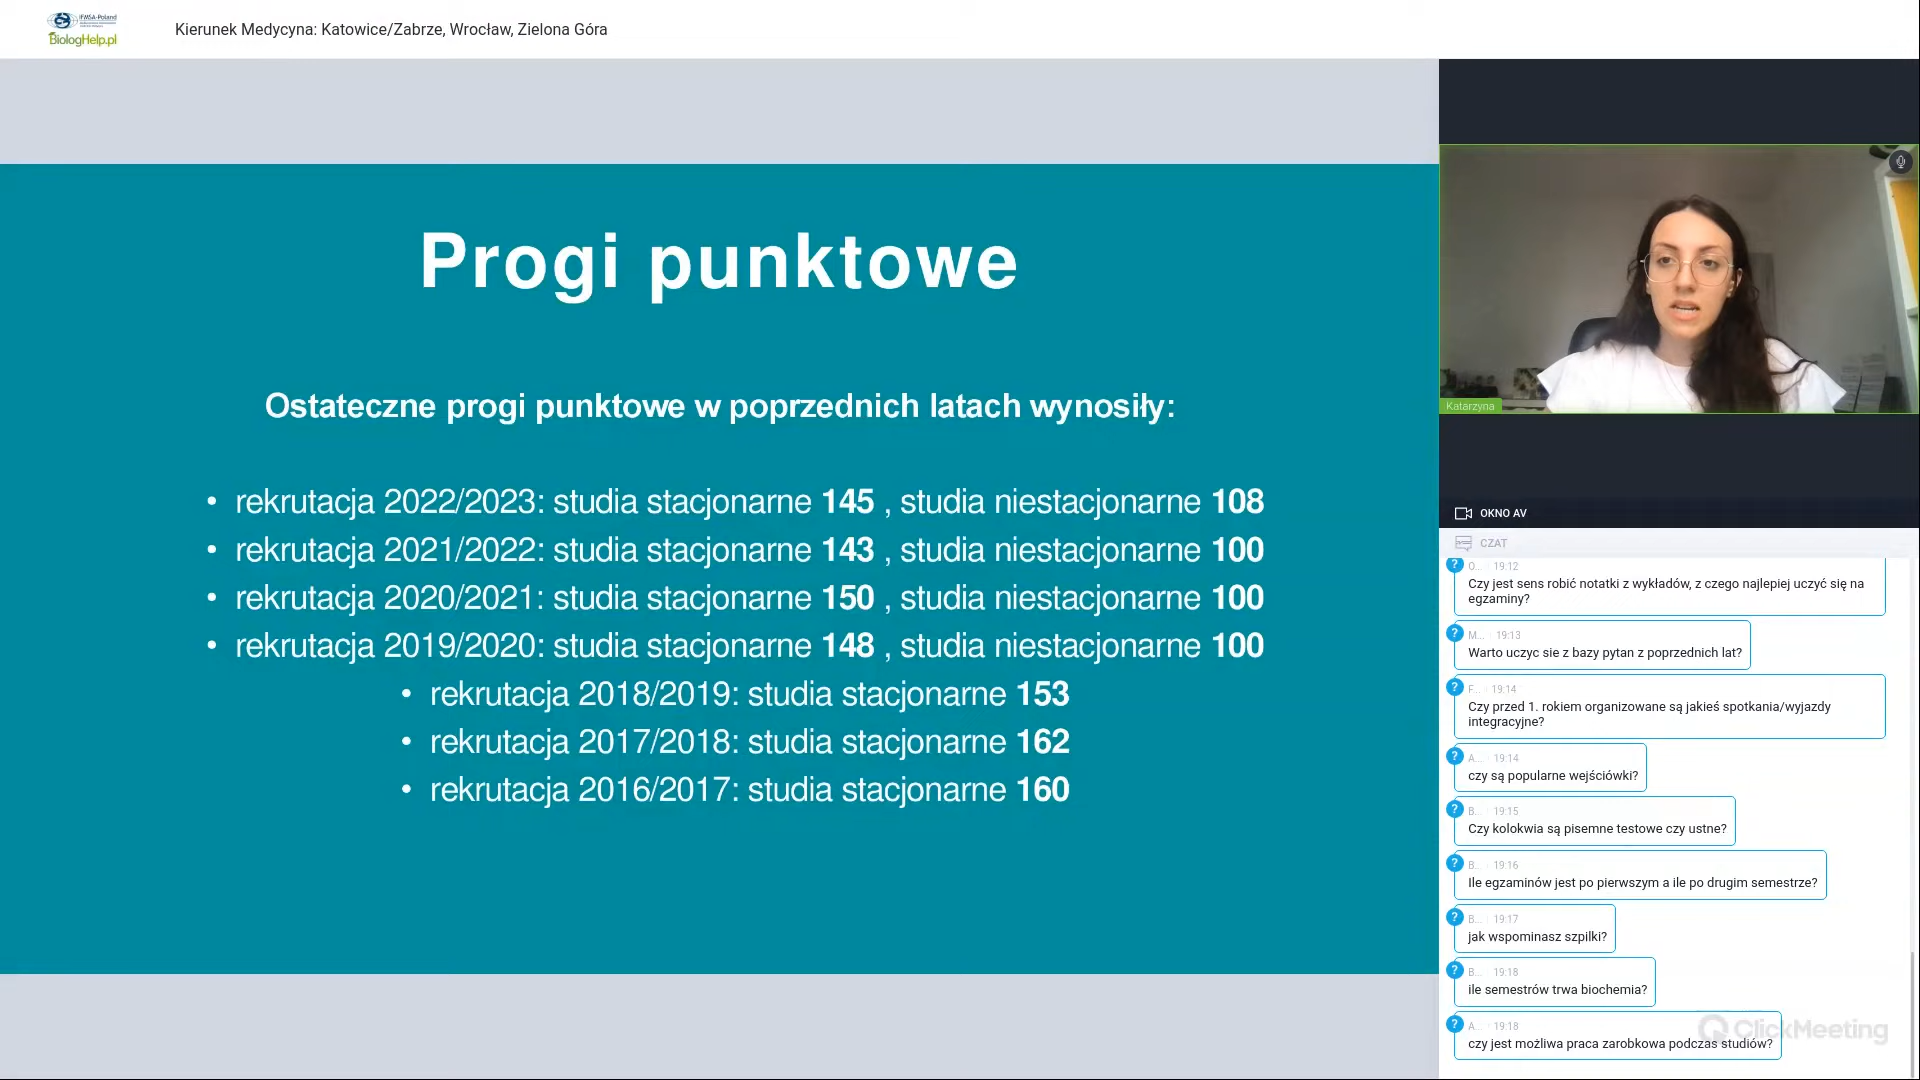 IFMSA-Poland
BiologHelp.pl
Kierunek Medycyna: Katowice/Zabrze, Wrocław, Zielona Góra
Progi punktowe
Ostateczne progi punktowe w poprzednich latach wynosiły:
• rekrutacja 2022/2023: studia stacjonarne 145 , studia niestacjonarne 108
• rekrutacja 2021/2022: studia stacjonarne 143 , studia niestacjonarne 100
• rekrutacja 2020/2021: studia stacjonarne 150 , studia niestacjonarne 100
• rekrutacja 2019/2020: studia stacjonarne 148 , studia niestacjonarne 100
• rekrutacja 2018/2019: studia stacjonarne 153
• rekrutacja 2017/2018: studia stacjonarne 162
• rekrutacja 2016/2017: studia stacjonarne 160
Katarzyna
OKNO AV
CZAT
O... 19:12
Czy jest sens robić notatki z wykładów, z czego najlepiej uczyć się na
egzaminy?
M... 19:13
Warto uczyc sie z bazy pytan z poprzednich lat?
F... 19:14
Czy przed 1. rokiem organizowane są jakieś spotkania/wyjazdy
integracyjne?
A... 19:14
czy są popularne wejściówki?
B... 19:15
Czy kolokwia są pisemne testowe czy ustne?
B... 19:16
Ile egzaminów jest po pierwszym a ile po drugim semestrze?
B... 19:17
jak wspominasz szpilki?
B... 19:18
ile semestrów trwa biochemia?
A... 19:18
czy jest możliwa praca zarobkowa podczas studiów?
ClickMeeting